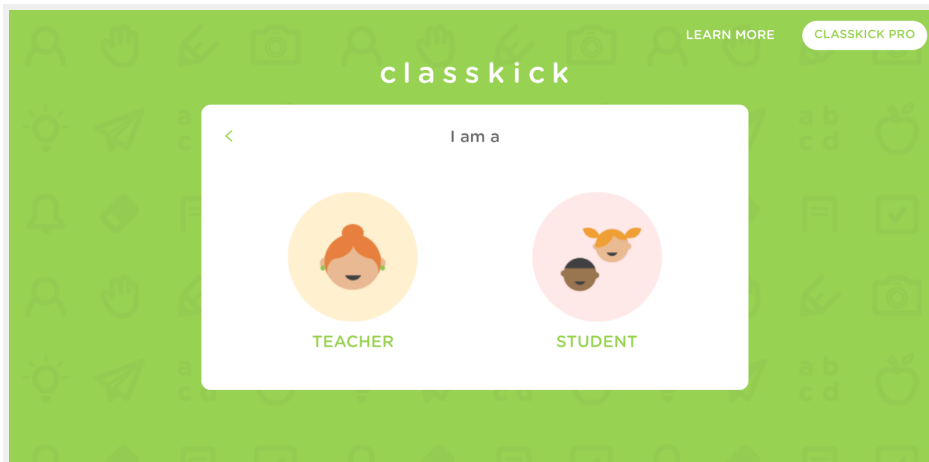 LEARN MORE
CLASSKICK PRO
classkick
I am a
TEACHER
STUDENT
a b
c d
a b
c d